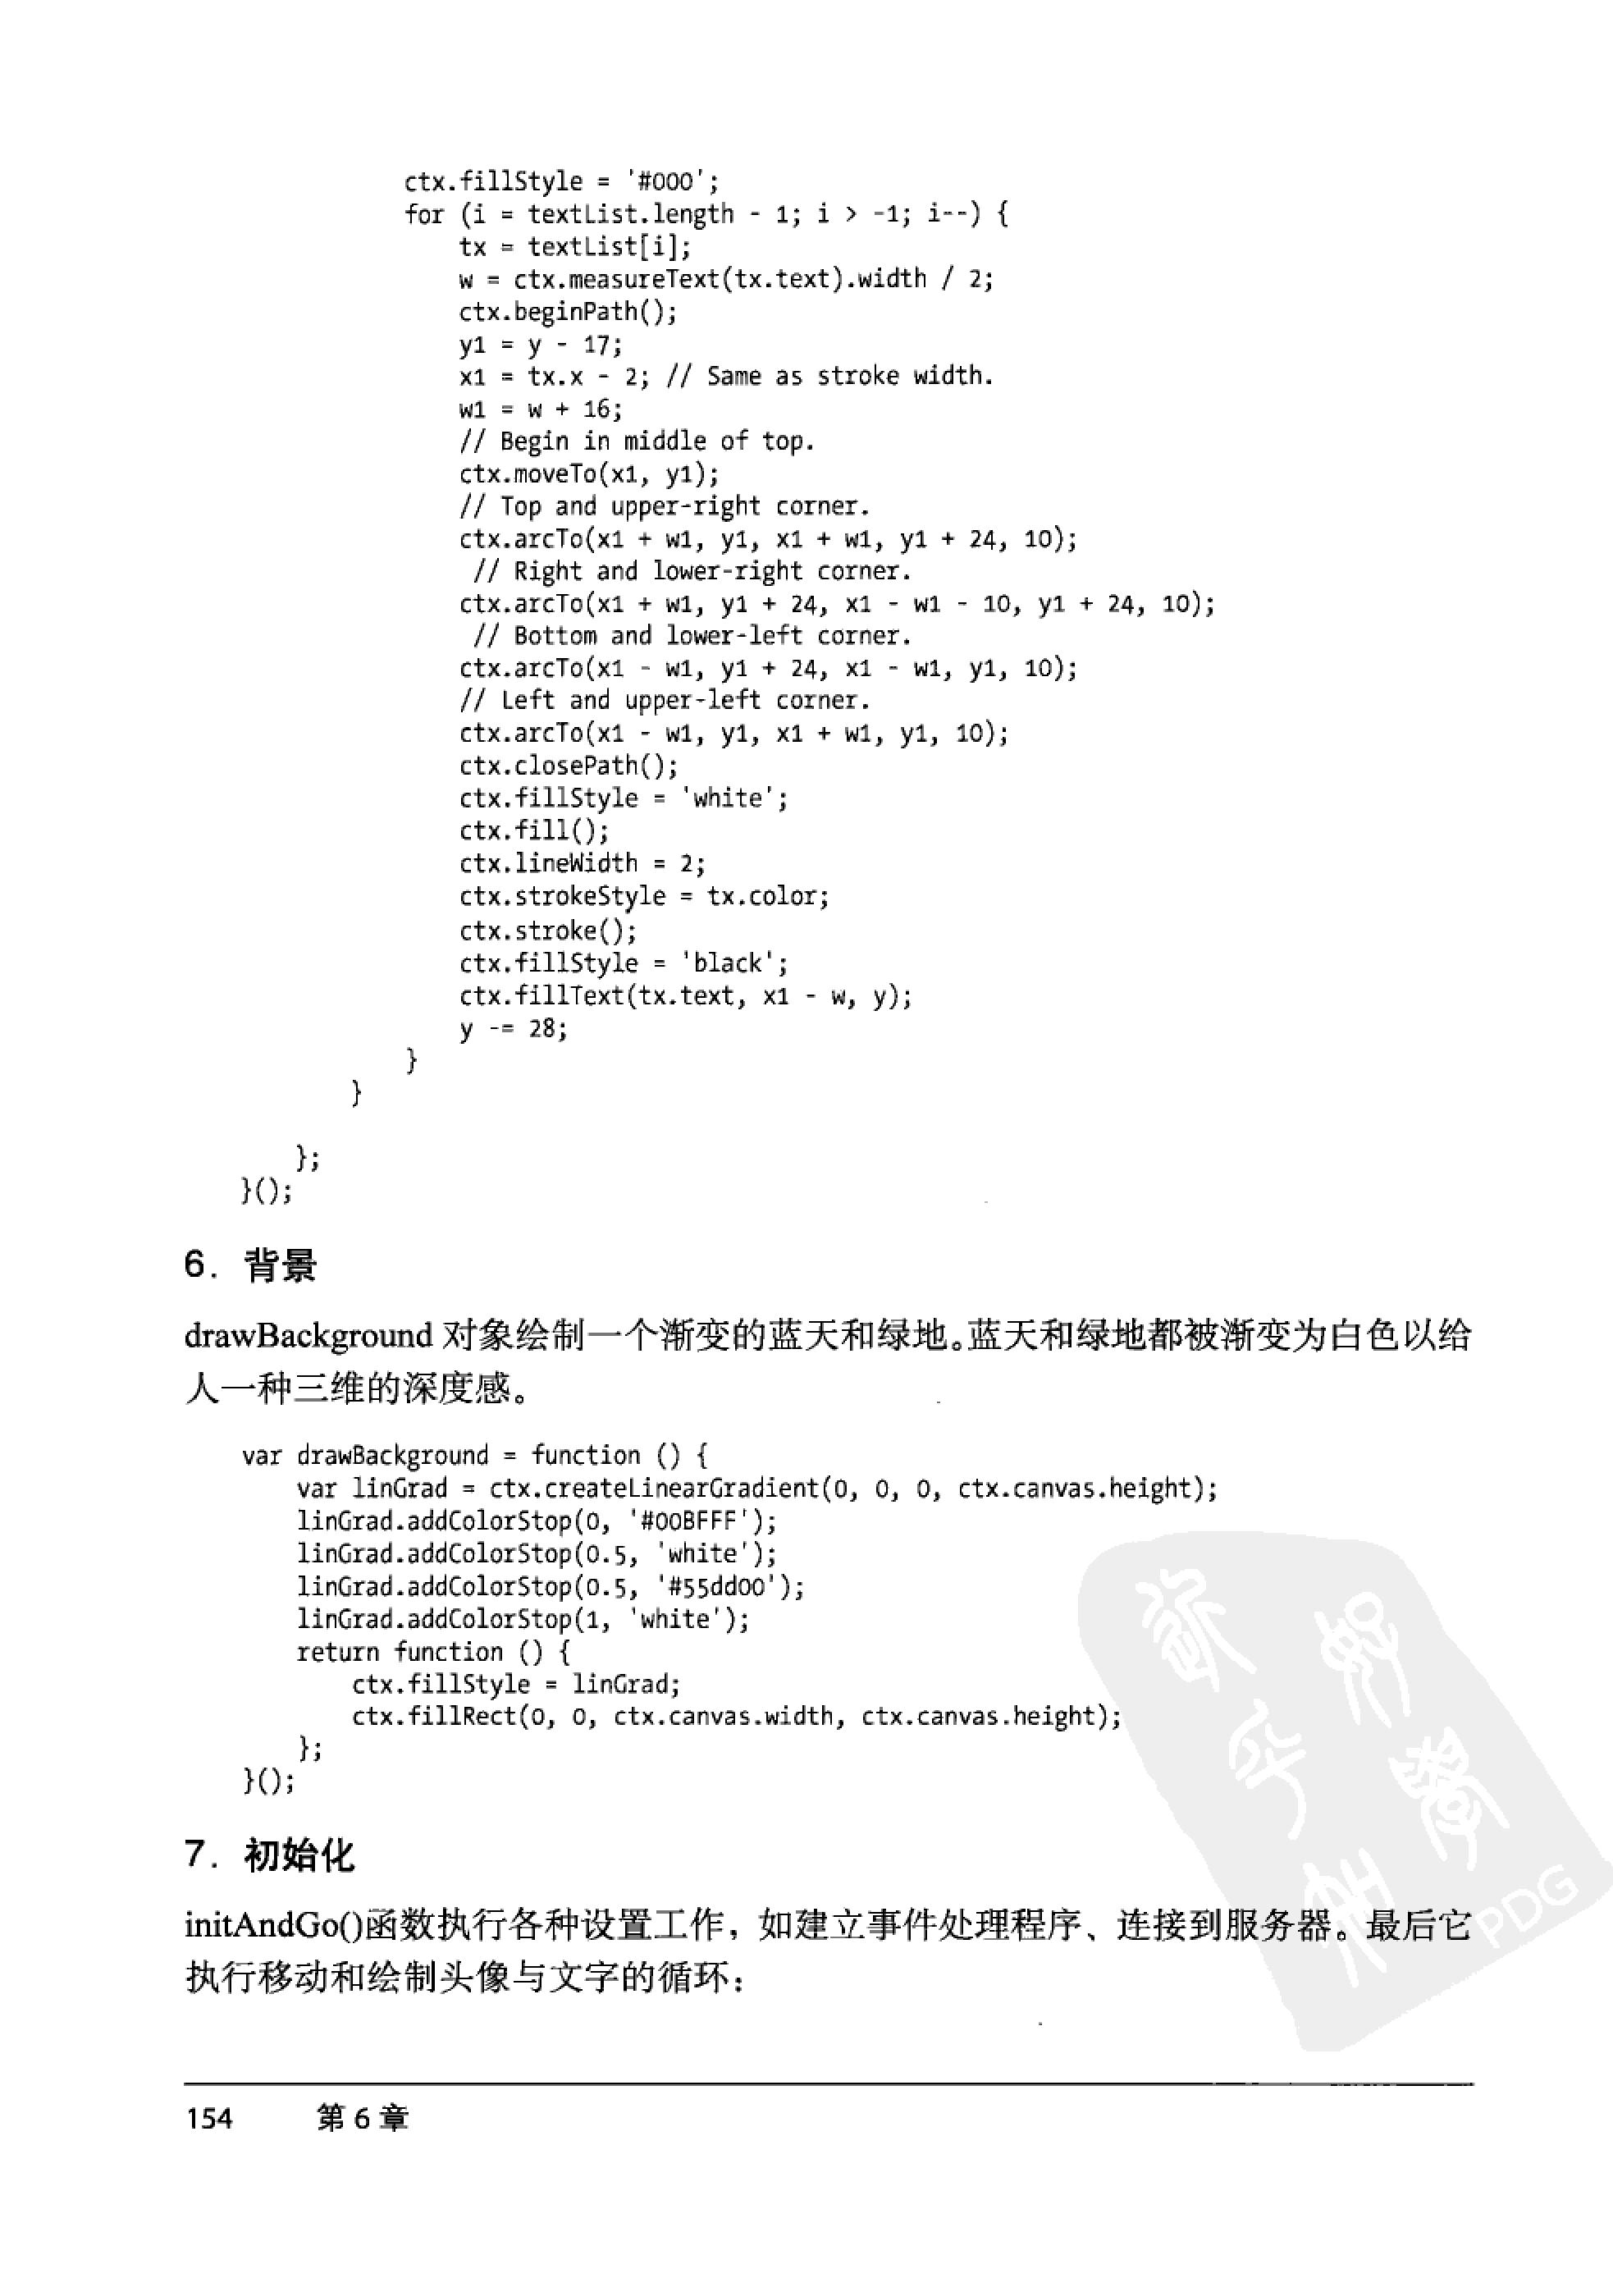 ctx.fillStyle = '#000';
for (i = textList.length - 1; i > -1; i--) {
tx = textList[i];
w = ctx.measureText(tx.text).width / 2;
ctx.beginPath();
y1 = y - 17;
x1 = tx.x - 2; // Same as stroke width.
w1 = w + 16;
// Begin in middle of top.
ctx.moveTo(x1, y1);
// Top and upper-right corner.
ctx.arcTo(x1 + w1, y1, x1 + w1, y1 + 24, 10);
// Right and lower-right corner.
ctx.arcTo(x1 + w1, y1 + 24, x1 - w1 - 10, y1 + 24, 10);
// Bottom and lower-left corner.
ctx.arcTo(x1 - w1, y1 + 24, x1 - w1, y1, 10);
// Left and upper-left corner.
ctx.arcTo(x1 - w1, y1, x1 + w1, y1, 10);
ctx.closePath();
ctx.fillStyle = 'white';
ctx.fill();
ctx.lineWidth = 2;
ctx.strokeStyle = tx.color;
ctx.stroke();
ctx.fillStyle = 'black';
ctx.fillText(tx.text, x1 - w, y);
y -= 28;
}
}
};
}();
6. 背景
drawBackground 对象绘制一个渐变的蓝天和绿地。蓝天和绿地都被渐变为白色以给
人一种三维的深度感。
var drawBackground = function () {
var linGrad = ctx.createLinearGradient(0, 0, 0, ctx.canvas.height);
linGrad.addColorStop(0, '#00BFFF');
linGrad.addColorStop(0.5, 'white');
linGrad.addColorStop(0.5, '#55dd00');
linGrad.addColorStop(1, 'white');
return function () {
ctx.fillStyle = linGrad;
ctx.fillRect(0, 0, ctx.canvas.width, ctx.canvas.height);
};
}();
7. 初始化
initAndGo()函数执行各种设置工作，如建立事件处理程序、连接到服务器。最后它
执行移动和绘制头像与文字的循环：
PDG
154 第 6 章